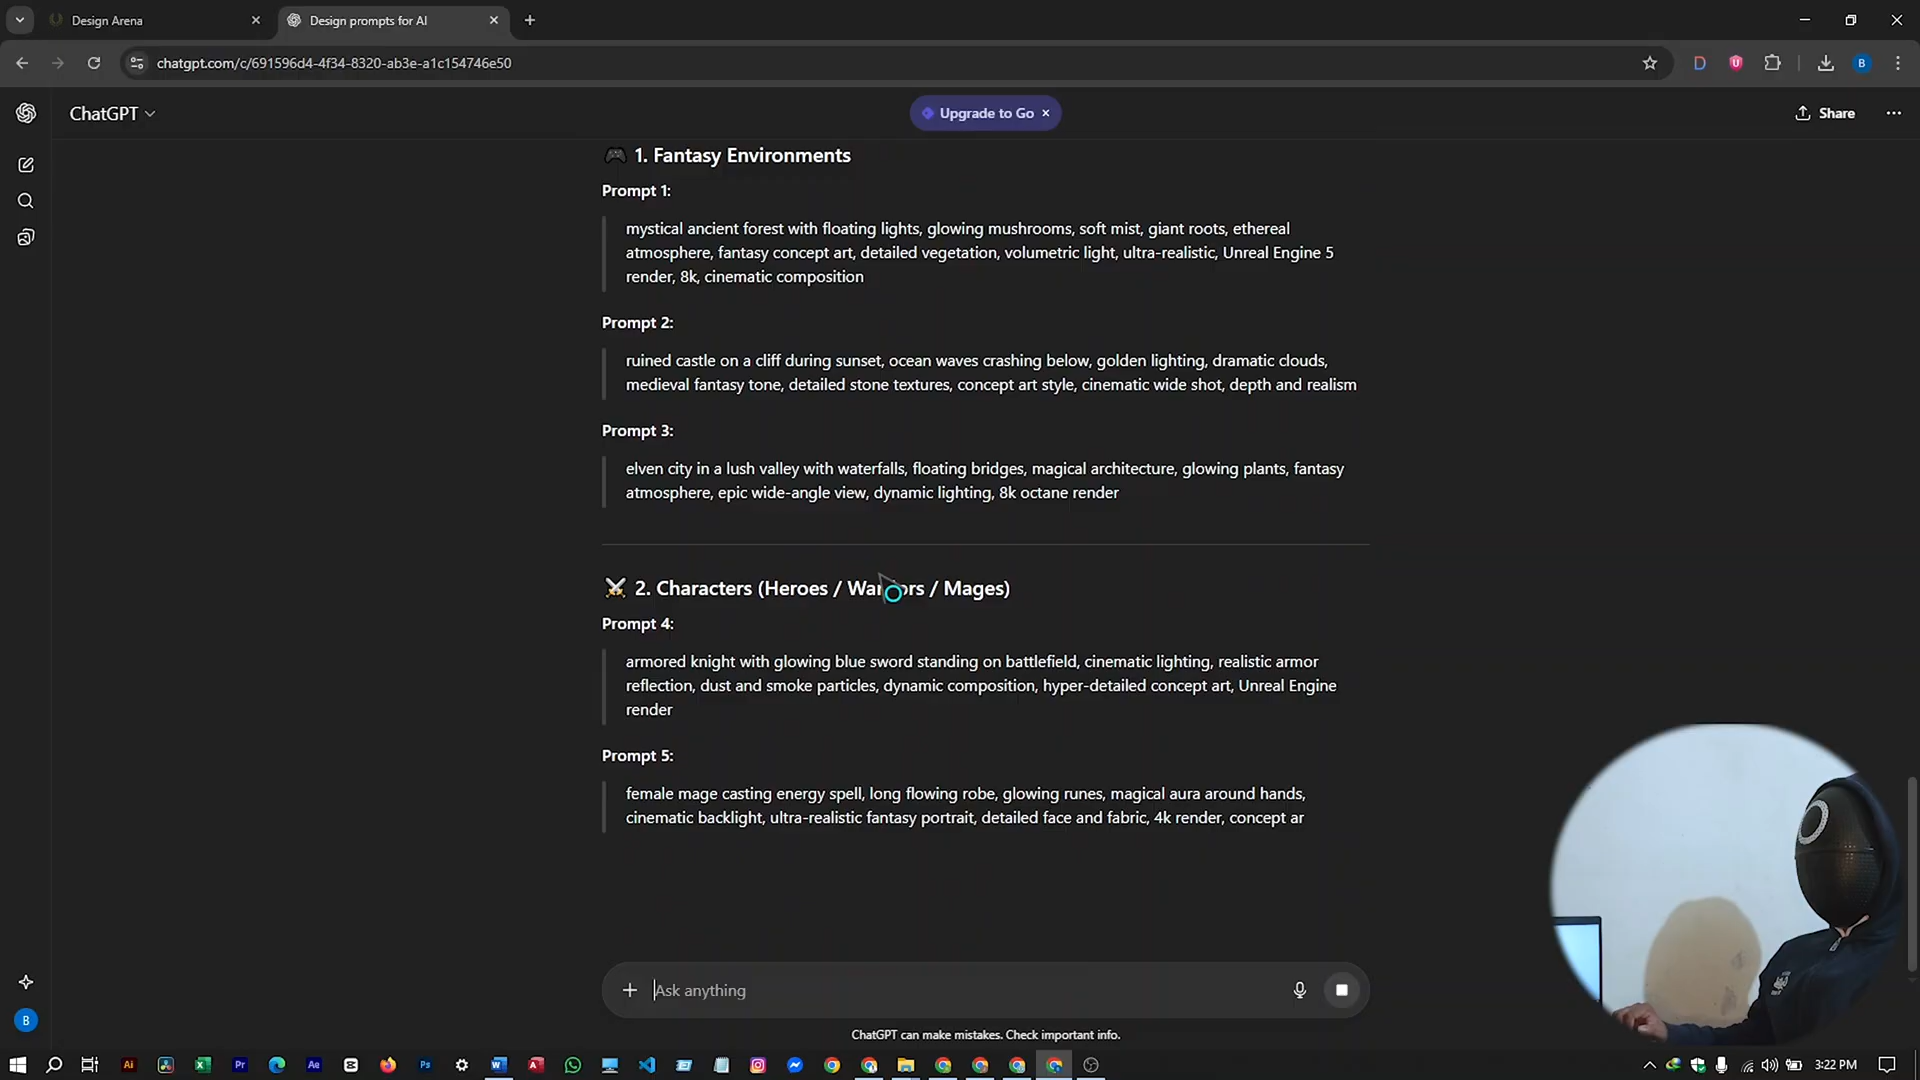 Design Arena
Design prompts for AI
chatgpt.com/c/691596d4-4f34-8320-ab3e-a1c154746e50
ChatGPT
Upgrade to Go
Share
1. Fantasy Environments
Prompt 1:
mystical ancient forest with floating lights, glowing mushrooms, soft mist, giant roots, ethereal
atmosphere, fantasy concept art, detailed vegetation, volumetric light, ultra-realistic, Unreal Engine 5
render, 8k, cinematic composition
Prompt 2:
ruined castle on a cliff during sunset, ocean waves crashing below, golden lighting, dramatic clouds,
medieval fantasy tone, detailed stone textures, concept art style, cinematic wide shot, depth and realism
Prompt 3:
elven city in a lush valley with waterfalls, floating bridges, magical architecture, glowing plants, fantasy
atmosphere, epic wide-angle view, dynamic lighting, 8k octane render
2. Characters (Heroes / Warriors / Mages)
Prompt 4:
armored knight with glowing blue sword standing on battlefield, cinematic lighting, realistic armor
reflection, dust and smoke particles, dynamic composition, hyper-detailed concept art, Unreal Engine
render
Prompt 5:
female mage casting energy spell, long flowing robe, glowing runes, magical aura around hands,
cinematic backlight, ultra-realistic fantasy portrait, detailed face and fabric, 4k render, concept ar
Ask anything
ChatGPT can make mistakes. Check important info.
3:22 PM